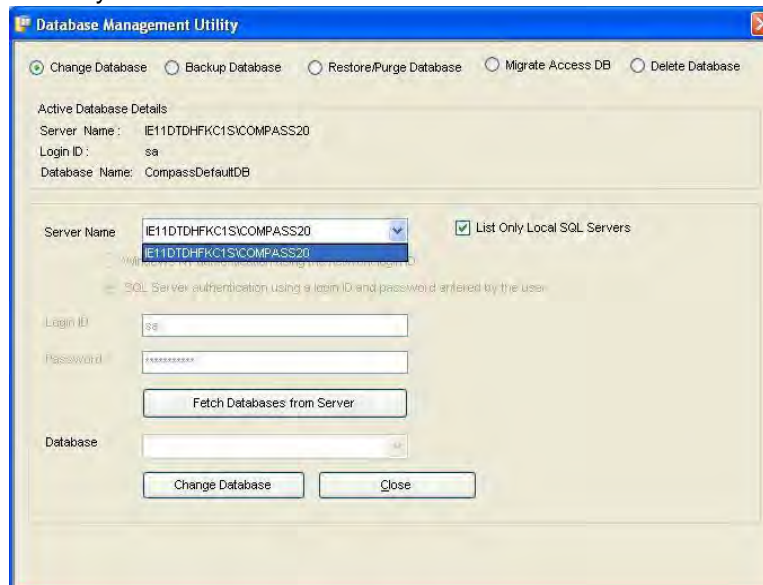 Database Management Utility
Change Database Backup Database Restore/Purge Database Migrate Access DB Delete Database
Active Database Details
Server Name : IE11DTDHFKC1S\COMPASS20
Login ID : sa
Database Name: CompassDefaultDB
Server Name IE11DTDHFKC1S\COMPASS20 List Only Local SQL Servers
IE11DTDHFKC1S\COMPASS20
SQL Server authentication using a login ID and password entered by the user
Login ID sa
Password ***********
Fetch Databases from Server
Database
Change Database Close